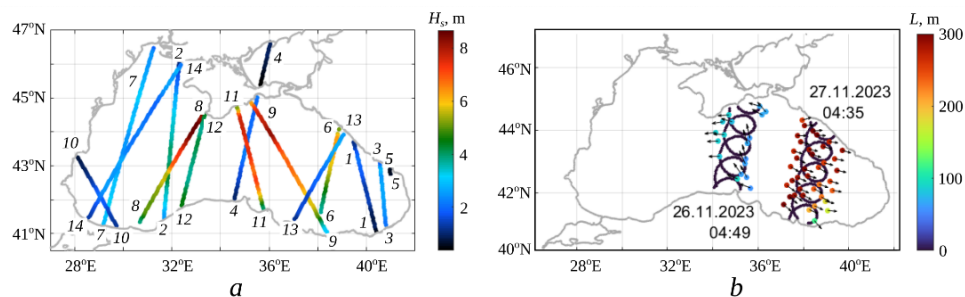 Hs, m
47°N
45°N
43°N
41°N
28°E
32°E
36°E
40°E
8
6
4
2
7
2
14
4
8
12
11
9
6
13
1
3
5
5
10
14
7
10
8
2
12
4
11
13
6
9
1
3
a
L, m
46°N
44°N
42°N
40°N
28°E
32°E
36°E
40°E
300
200
100
0
27.11.2023
04:35
26.11.2023
04:49
b